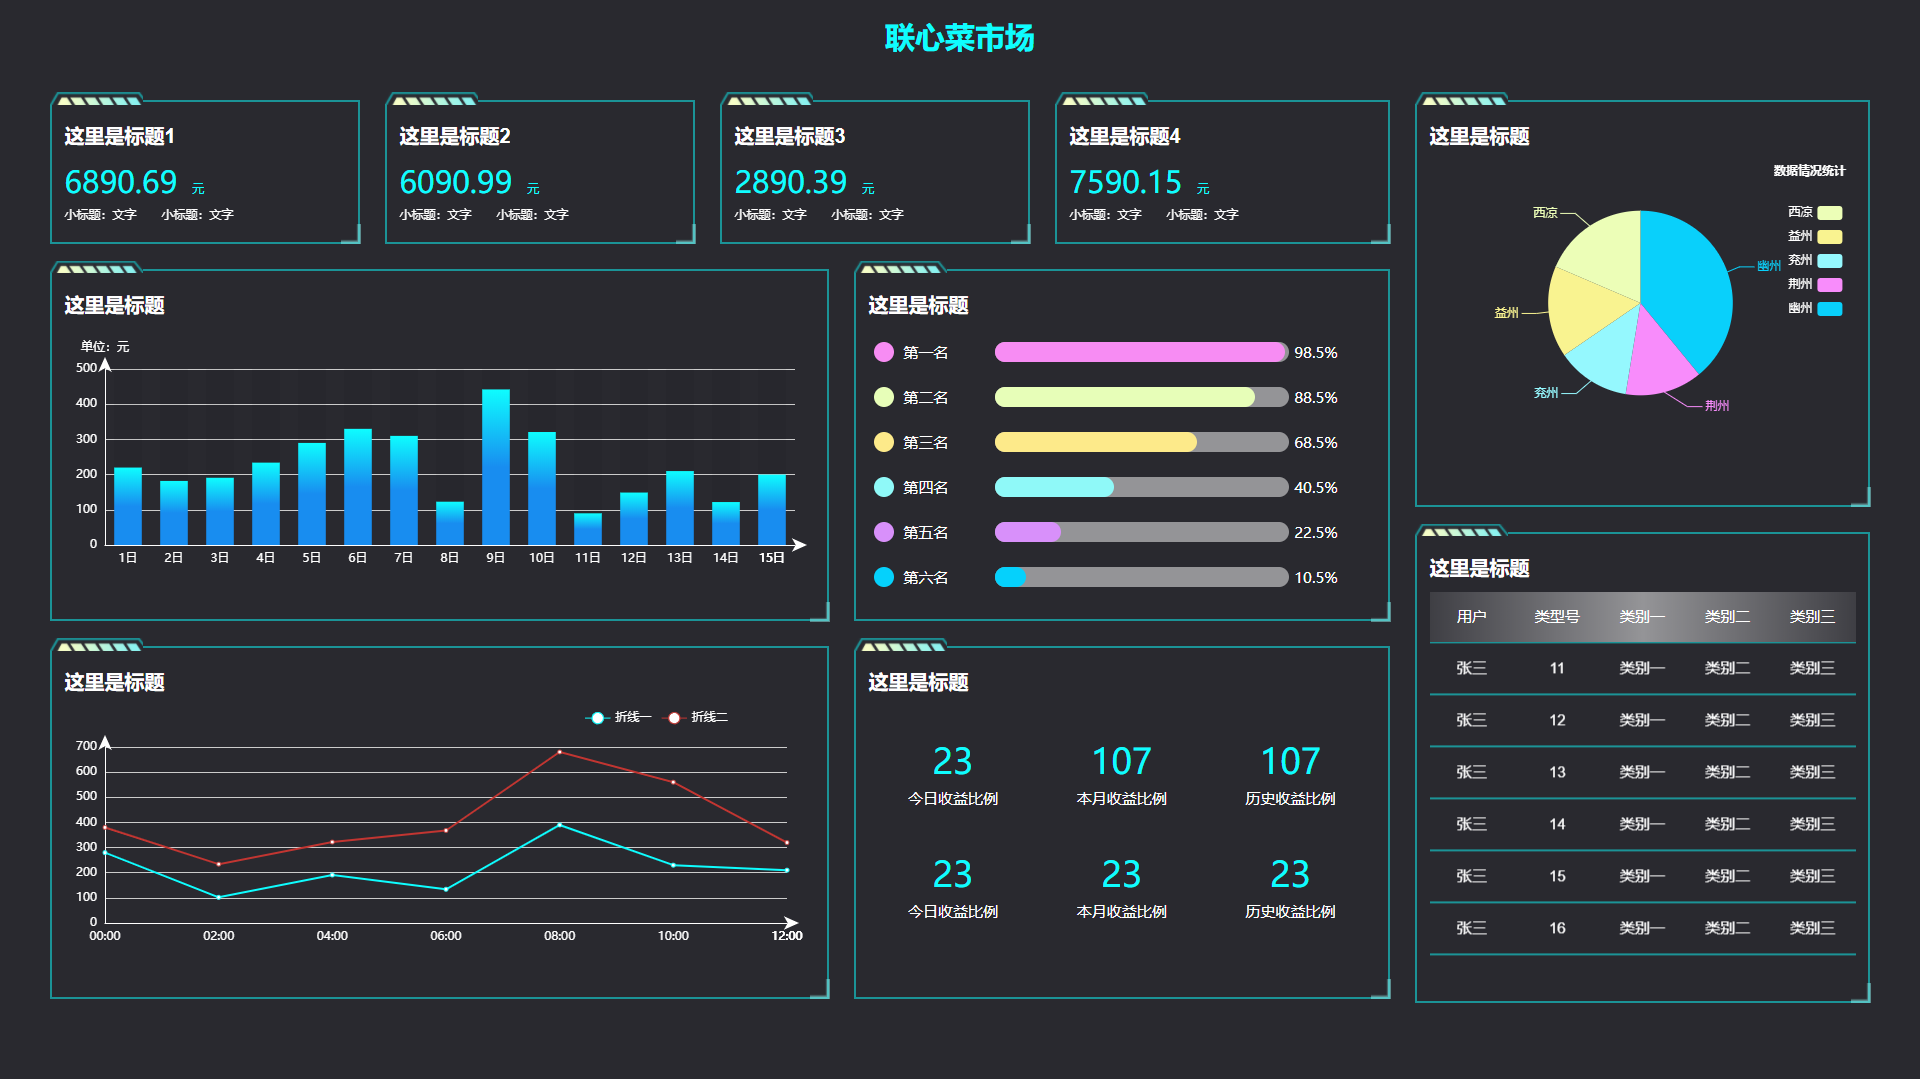 联心菜市场
这里是标题1
6890.69 元
小标题：文字 小标题：文字
这里是标题2
6090.99 元
小标题：文字 小标题：文字
这里是标题3
2890.39 元
小标题：文字 小标题：文字
这里是标题4
7590.15 元
小标题：文字 小标题：文字
这里是标题
数据情况统计
西凉
益州
兖州
荆州
幽州
西凉
益州
兖州
荆州
幽州
这里是标题
单位：元
500
400
300
200
100
0
1日 2日 3日 4日 5日 6日 7日 8日 9日 10日 11日 12日 13日 14日 15日
这里是标题
第一名 98.5%
第二名 88.5%
第三名 68.5%
第四名 40.5%
第五名 22.5%
第六名 10.5%
这里是标题
用户 类型号 类别一 类别二 类别三
张三 11 类别一 类别二 类别三
张三 12 类别一 类别二 类别三
张三 13 类别一 类别二 类别三
张三 14 类别一 类别二 类别三
张三 15 类别一 类别二 类别三
张三 16 类别一 类别二 类别三
这里是标题
折线一 折线二
700
600
500
400
300
200
100
0
00:00 02:00 04:00 06:00 08:00 10:00 12:00
这里是标题
23 107 107
今日收益比例 本月收益比例 历史收益比例
23 23 23
今日收益比例 本月收益比例 历史收益比例